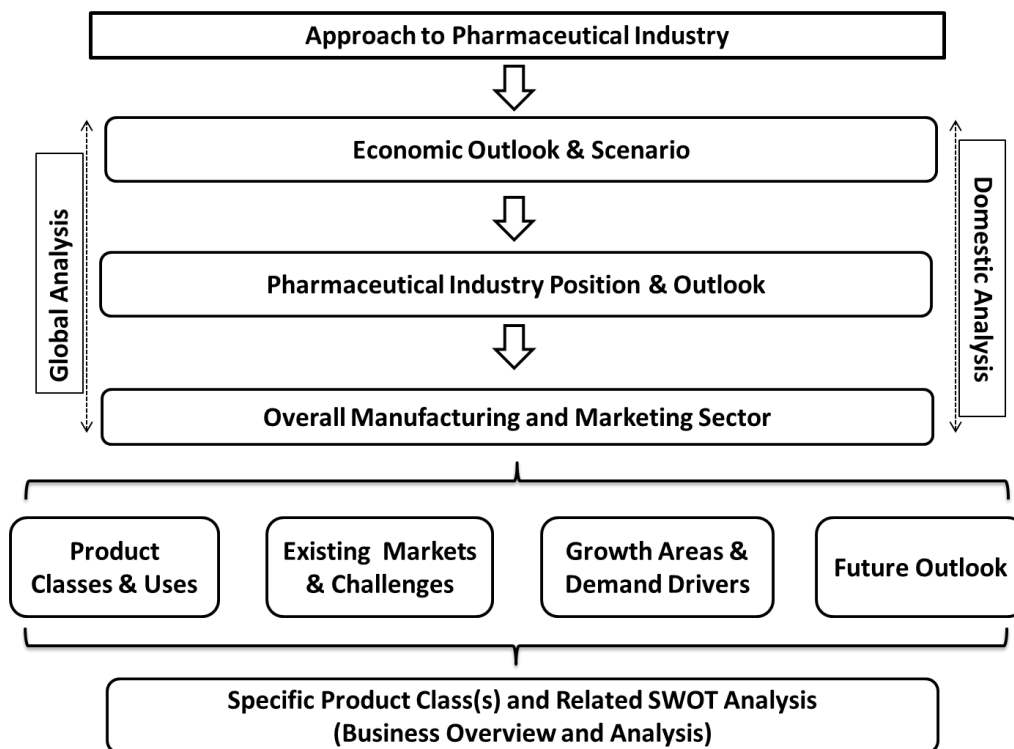 Approach to Pharmaceutical Industry
Economic Outlook & Scenario
Global Analysis
Domestic Analysis
Pharmaceutical Industry Position & Outlook
Overall Manufacturing and Marketing Sector
Product
Classes & Uses
Existing Markets
& Challenges
Growth Areas &
Demand Drivers
Future Outlook
Specific Product Class(s) and Related SWOT Analysis
(Business Overview and Analysis)